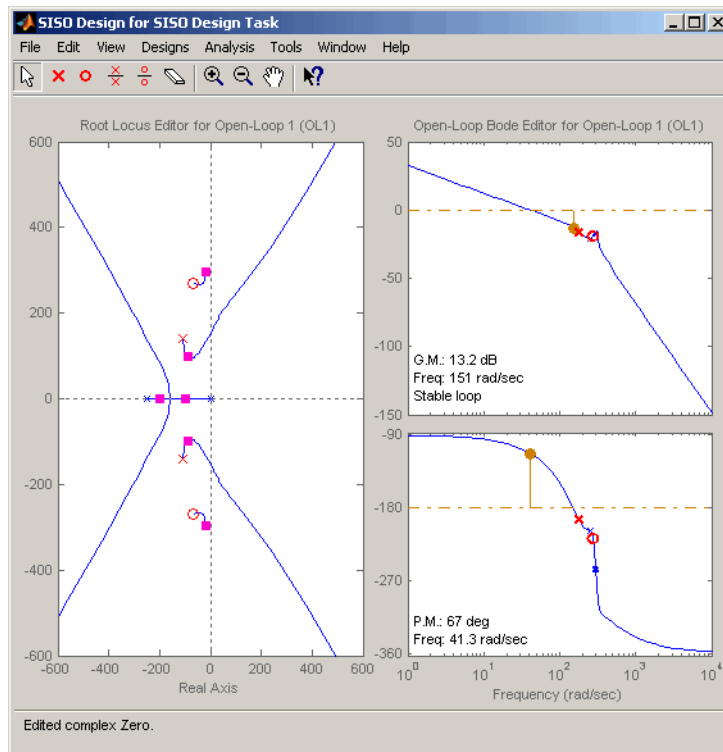 SISO Design for SISO Design Task
File Edit View Designs Analysis Tools Window Help
Root Locus Editor for Open-Loop 1 (OL1)
600
400
200
0
-200
-400
-600
-600 -400 -200 0 200 400 600
Real Axis
Open-Loop Bode Editor for Open-Loop 1 (OL1)
50
0
-50
-100
-150
G.M.: 13.2 dB
Freq: 151 rad/sec
Stable loop
-90
-180
-270
-360
P.M.: 67 deg
Freq: 41.3 rad/sec
10^0 10^1 10^2 10^3 10^4
Frequency (rad/sec)
Edited complex Zero.